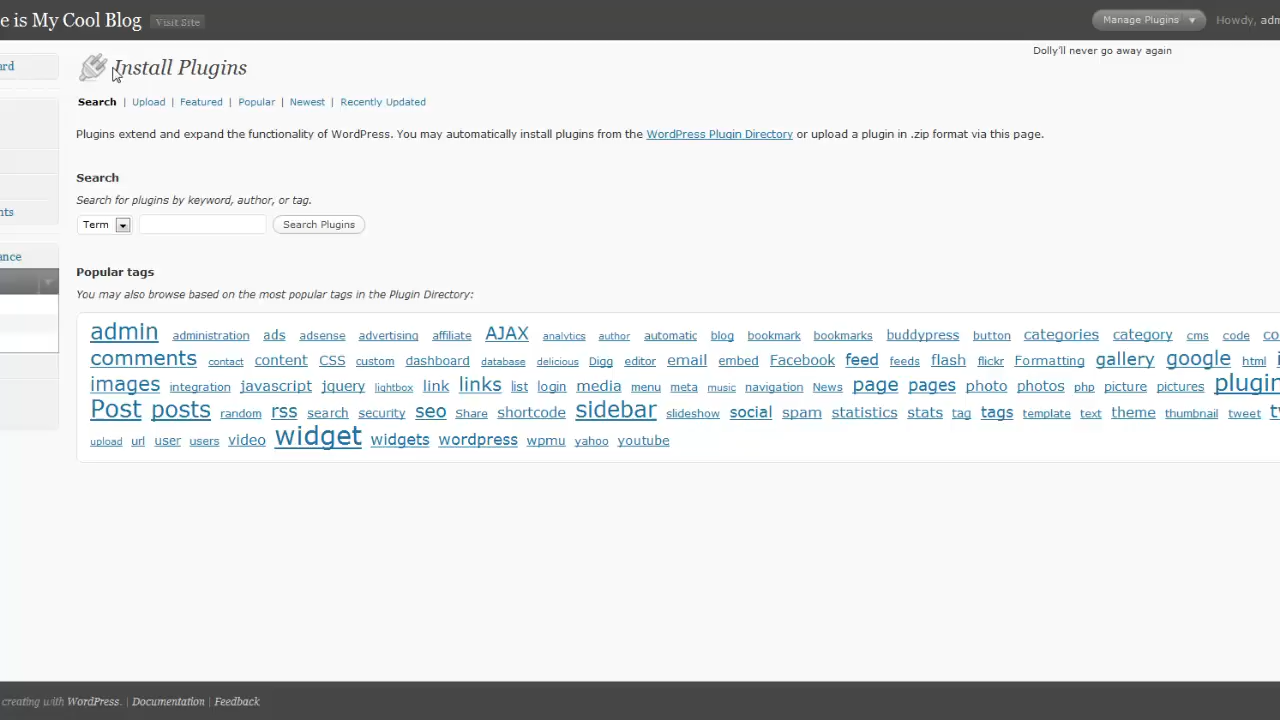 e is My Cool Blog Visit Site Manage Plugins Howdy, adm
Dolly'll never go away again
ard
Install Plugins
Search | Upload | Featured | Popular | Newest | Recently Updated
Plugins extend and expand the functionality of WordPress. You may automatically install plugins from the WordPress Plugin Directory or upload a plugin in .zip format via this page.
Search
Search for plugins by keyword, author, or tag.
nts
Term Search Plugins
ance
Popular tags
You may also browse based on the most popular tags in the Plugin Directory:
admin administration ads adsense advertising affiliate AJAX analytics author automatic blog bookmark bookmarks buddypress button categories category cms code co
comments contact content CSS custom dashboard database delicious Digg editor email embed Facebook feed feeds flash flickr Formatting gallery google html i
images integration javascript jquery lightbox link links list login media menu meta music navigation News page pages photo photos php picture pictures plugin
Post posts random rss search security seo Share shortcode sidebar slideshow social spam statistics stats tag tags template text theme thumbnail tweet tw
upload url user users video widget widgets wordpress wpmu yahoo youtube
creating with WordPress. | Documentation | Feedback